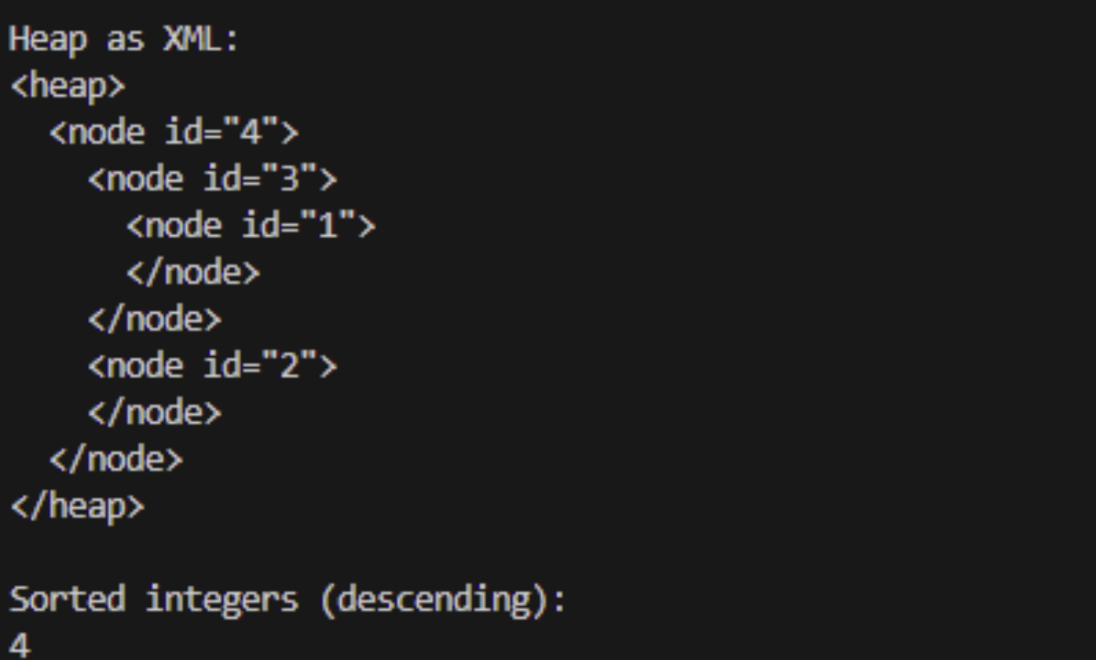 Heap as XML:
<heap>
  <node id="4">
    <node id="3">
      <node id="1">
      </node>
    </node>
    <node id="2">
    </node>
  </node>
</heap>

Sorted integers (descending):
4